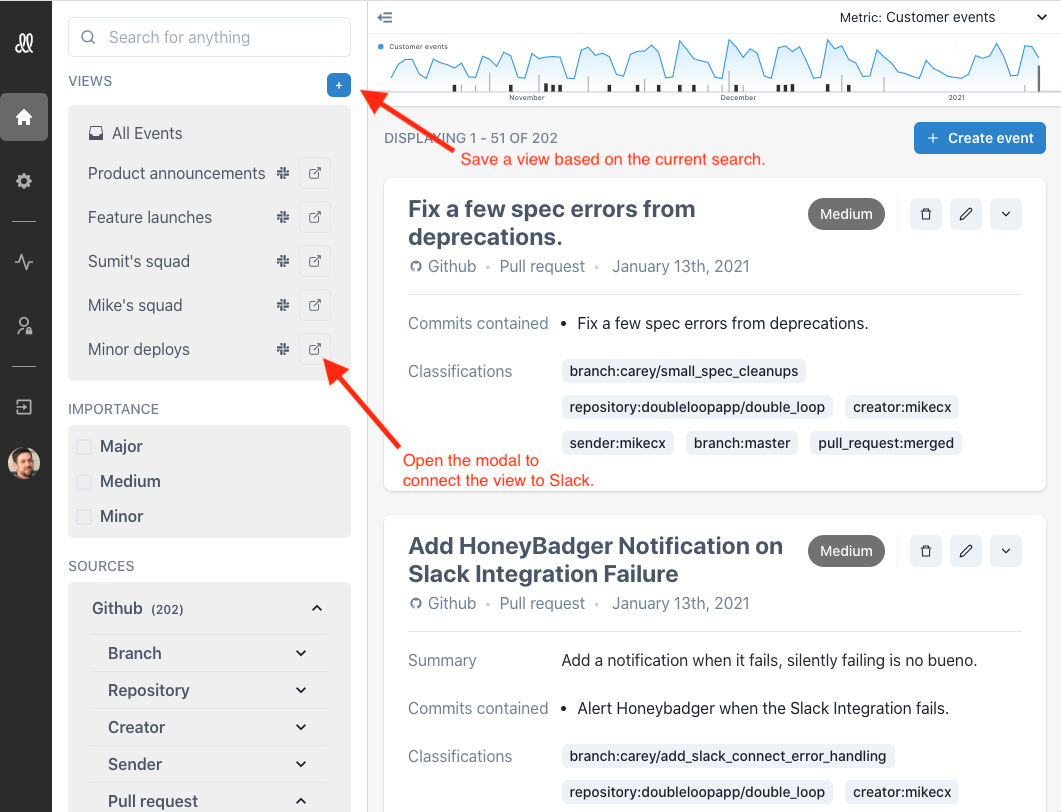 Search for anything
VIEWS
+
All Events
Product announcements
Feature launches
Sumit's squad
Mike's squad
Minor deploys
IMPORTANCE
Major
Medium
Minor
SOURCES
Github (202)
Branch
Repository
Creator
Sender
Pull request
Metric: Customer events
Customer events
November
December
2021
DISPLAYING 1 - 51 OF 202
+ Create event
Save a view based on the current search.
Fix a few spec errors from
deprecations.
Medium
Github • Pull request • January 13th, 2021
Commits contained • Fix a few spec errors from deprecations.
Classifications branch:carey/small_spec_cleanups
repository:doubleloopapp/double_loop creator:mikecx
sender:mikecx branch:master pull_request:merged
Open the modal to
connect the view to Slack.
Add HoneyBadger Notification on
Slack Integration Failure
Medium
Github • Pull request • January 13th, 2021
Summary Add a notification when it fails, silently failing is no bueno.
Commits contained • Alert Honeybadger when the Slack Integration fails.
Classifications branch:carey/add_slack_connect_error_handling
repository:doubleloopapp/double_loop creator:mikecx